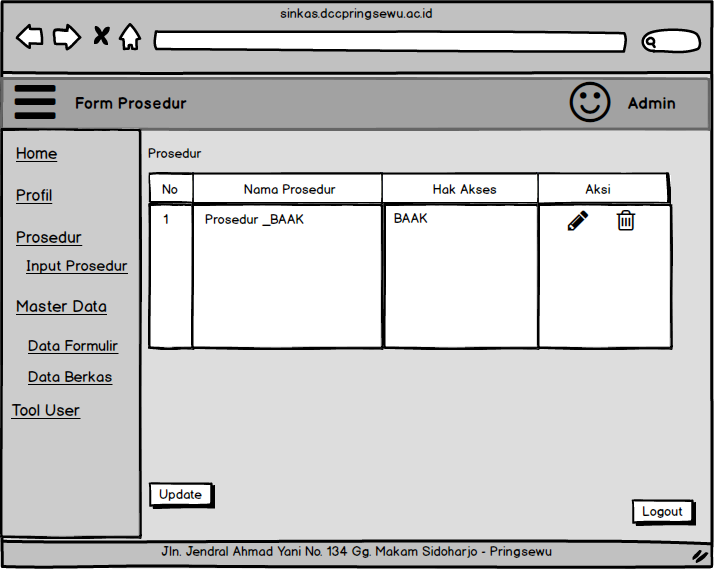 sinkas.dccpringsewu.ac.id
Form Prosedur
Admin
Home
Profil
Prosedur
Input Prosedur
Master Data
Data Formulir
Data Berkas
Tool User
Prosedur
No Nama Prosedur Hak Akses Aksi
1 Prosedur _BAAK BAAK
Update
Logout
Jln. Jendral Ahmad Yani No. 134 Gg. Makam Sidoharjo - Pringsewu